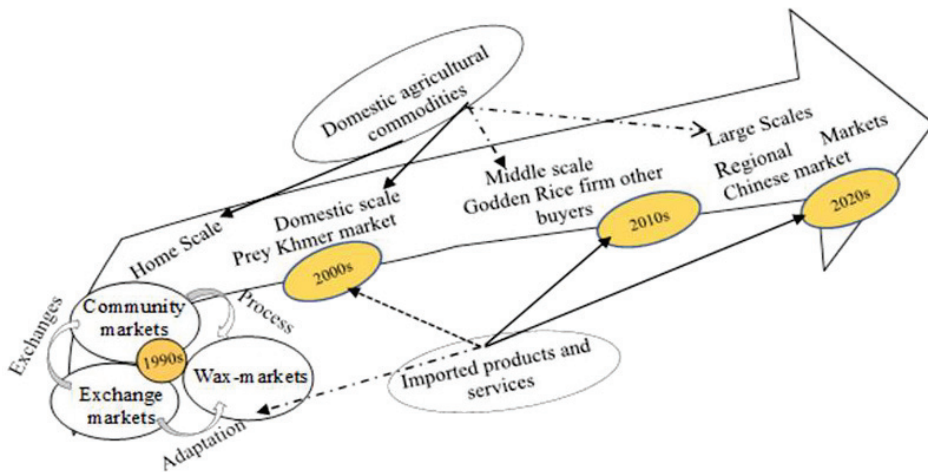 Domestic agricultural
commodities
Large Scales
Regional Markets
Chinese market
2020s
Middle scale
Godden Rice firm other
buyers
2010s
Domestic scale
Prey Khmer market
2000s
Home Scale
Exchanges
Community
markets
Process
1990s
Wax-markets
Exchange
markets
Adaptation
Imported products and
services